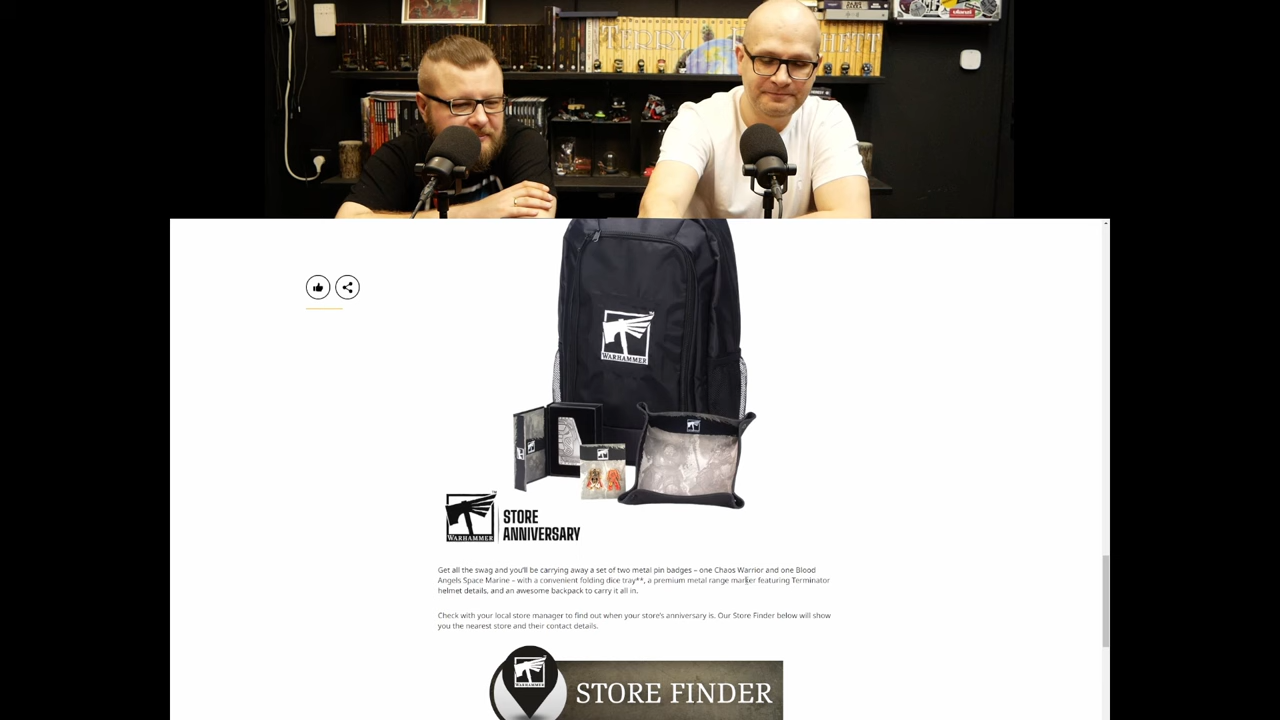 TERRY PRATCHETT
WARHAMMER
WARHAMMER
STORE
ANNIVERSARY
Get all the swag and you'll be carrying away a set of two metal pin badges – one Chaos Warrior and one Blood
Angels Space Marine – with a convenient folding dice tray**, a premium metal range marker featuring Terminator
helmet details, and an awesome backpack to carry it all in.
Check with your local store manager to find out when your store's anniversary is. Our Store Finder below will show
you the nearest store and their contact details.
WARHAMMER
STORE FINDER